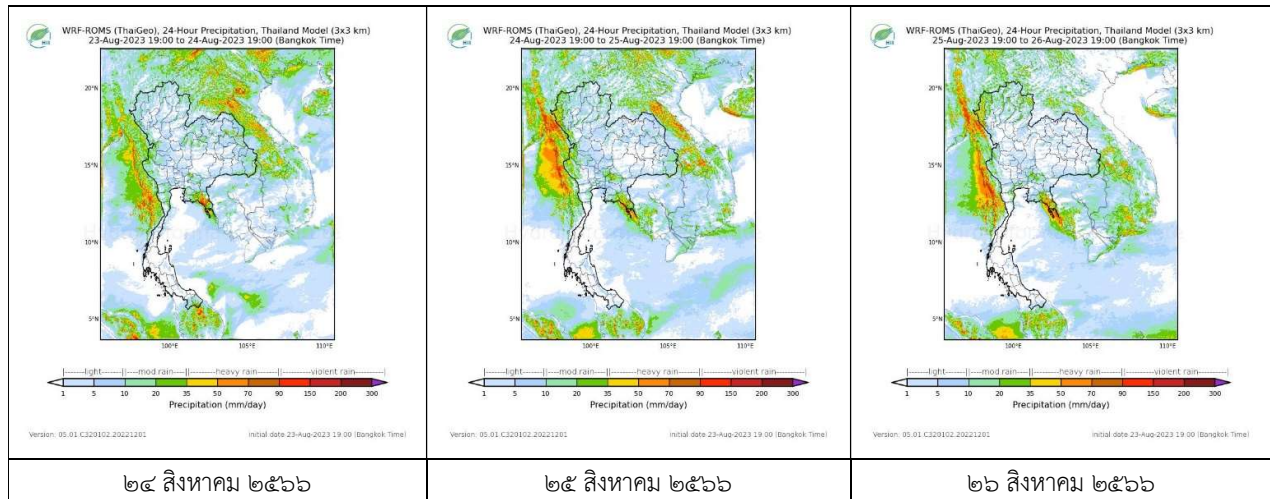 WRF-ROMS (ThaiGeo), 24-Hour Precipitation, Thailand Model (3x3 km)
23-Aug-2023 19:00 to 24-Aug-2023 19:00 (Bangkok Time)
20°N
15°N
10°N
5°N
100°E 105°E 110°E
|--------light-------||----mod rain----||-------heavy rain-------||----------violent rain----------|
1 5 10 20 35 50 70 90 150 200 300
Precipitation (mm/day)
Version: 05.01.C320102.20221201 initial date 23-Aug-2023 19:00 (Bangkok Time)
๒๔ สิงหาคม ๒๕๖๖
WRF-ROMS (ThaiGeo), 24-Hour Precipitation, Thailand Model (3x3 km)
24-Aug-2023 19:00 to 25-Aug-2023 19:00 (Bangkok Time)
20°N
15°N
10°N
5°N
100°E 105°E 110°E
|--------light-------||----mod rain----||-------heavy rain-------||----------violent rain----------|
1 5 10 20 35 50 70 90 150 200 300
Precipitation (mm/day)
Version: 05.01.C320102.20221201 initial date 23-Aug-2023 19:00 (Bangkok Time)
๒๕ สิงหาคม ๒๕๖๖
WRF-ROMS (ThaiGeo), 24-Hour Precipitation, Thailand Model (3x3 km)
25-Aug-2023 19:00 to 26-Aug-2023 19:00 (Bangkok Time)
20°N
15°N
10°N
5°N
100°E 105°E 110°E
|--------light-------||----mod rain----||-------heavy rain-------||----------violent rain----------|
1 5 10 20 35 50 70 90 150 200 300
Precipitation (mm/day)
Version: 05.01.C320102.20221201 initial date 23-Aug-2023 19:00 (Bangkok Time)
๒๖ สิงหาคม ๒๕๖๖